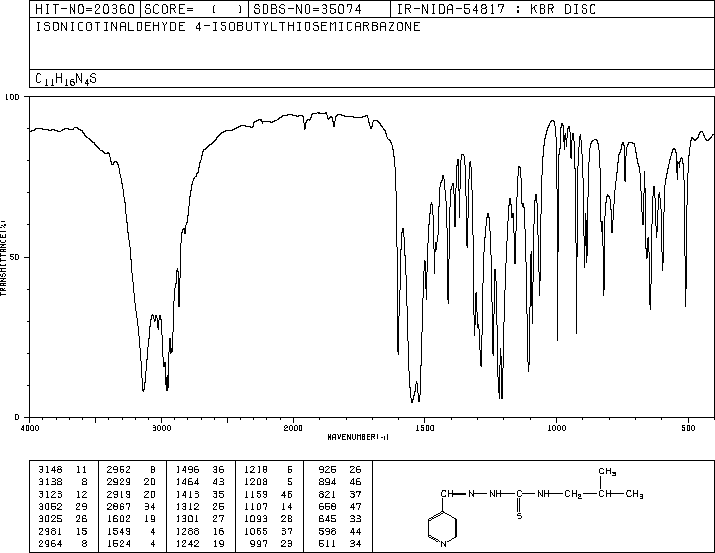 HIT-NO=20360 SCORE= ( ) SDBS-NO=35074 IR-NIDA-54817 : KBR DISC
ISONICOTINALDEHYDE 4-ISOBUTYLTHIOSEMICARBAZONE
C11H16N4S
100
50
0
TRANSMITTANCE(%)
4000 3000 2000 1500 1000 500
WAVENUMBER(-1)
3148 11 2952 8 1496 36 1218 5 926 26
3138 8 2929 20 1464 43 1208 5 894 46
3123 12 2919 20 1413 35 1159 46 821 37
3052 29 2867 34 1312 25 1107 14 658 47
3025 26 1602 19 1301 27 1093 28 645 33
2981 15 1549 4 1288 16 1065 37 598 44
2964 8 1524 4 1242 19 997 23 511 34
CH3
CH N NH C NH CH2 CH CH3
S
N